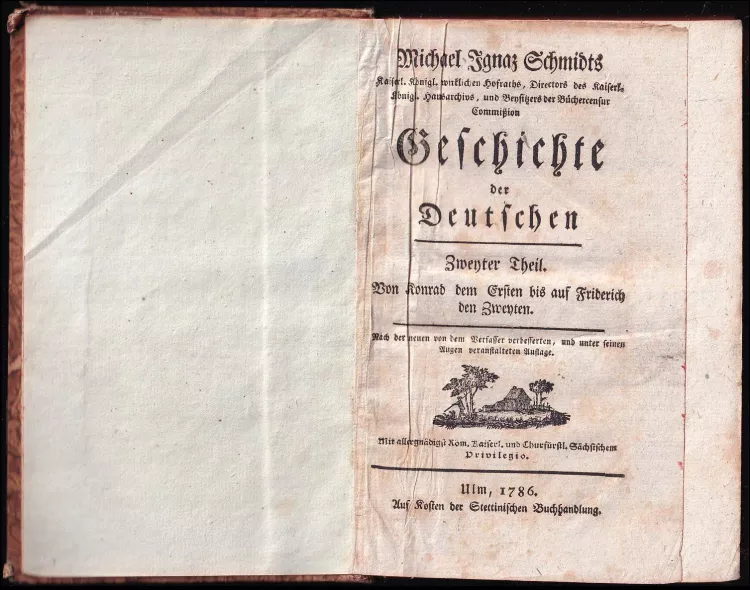 Michael Ignaz Schmidts
Kaiserl. Königl. wirklichen Hofraths, Directors des Kaiserl.
Königl. Hausarchivs, und Beysitzers der Büchercensur
Commißion
Geschichte
der
Deutschen
Zweyter Theil.
Von Konrad dem Ersten bis auf Friderich
den Zweyten.
Nach der neuen von dem Verfasser verbesserten, und unter seinen
Augen veranstalteten Auflage.
Mit allergnädigst Röm. Kaiserl. und Churfürstl. Sächsischem
Privilegio.
Ulm, 1786.
Auf Kosten der Stettinischen Buchhandlung.